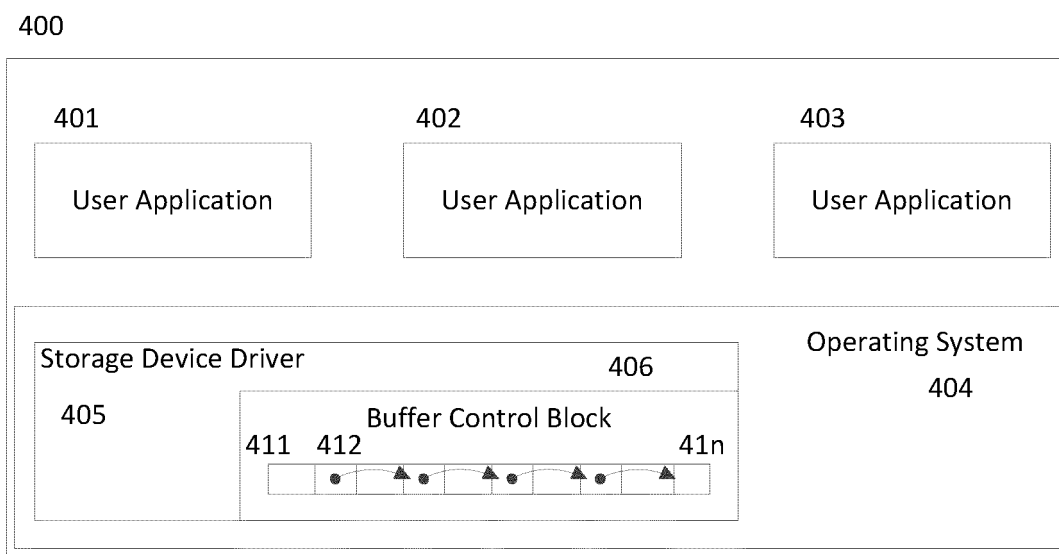 400
401 402 403
User Application User Application User Application
Operating System
Storage Device Driver
406
404
405
Buffer Control Block
411 412 41n